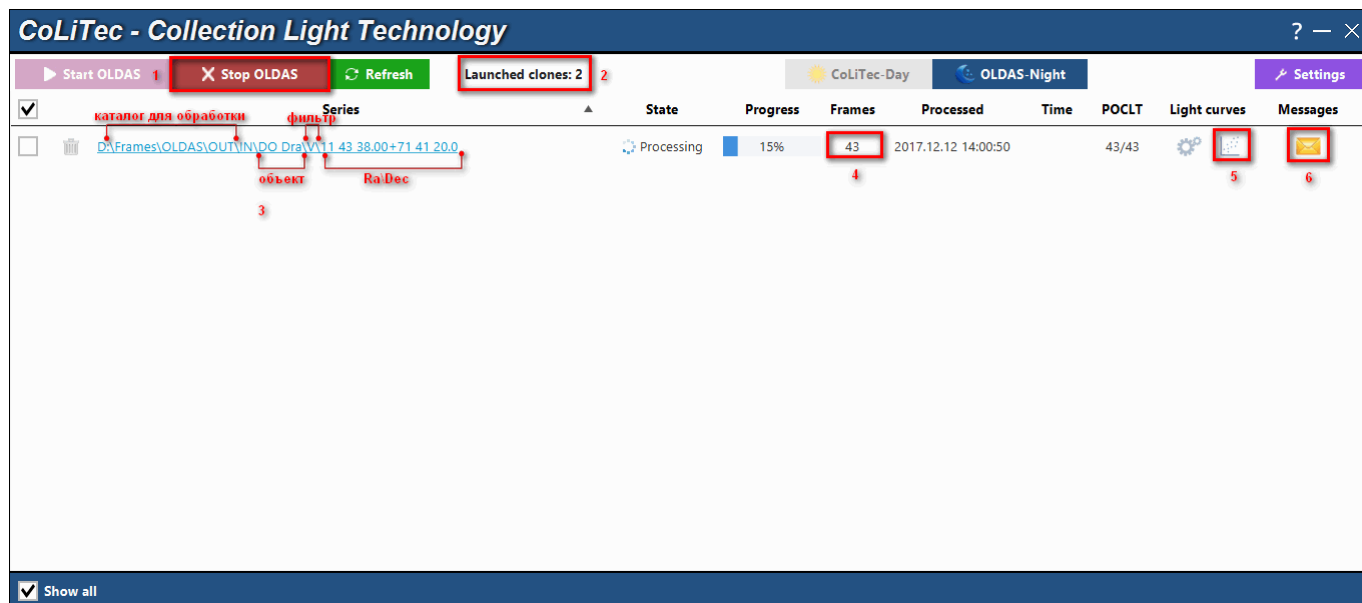 CoLiTec - Collection Light Technology ?
Start OLDAS 1 Stop OLDAS Refresh Launched clones: 2 2 CoLiTec-Day OLDAS-Night Settings
Series State Progress Frames Processed Time POCLT Light curves Messages
каталог для обработки фильтр
D:\Frames\OLDAS\OUT\IN\DO Dra\V\11 43 38.00+71 41 20.0 Processing 15% 43 2017.12.12 14:00:50 43/43
объект Ra\Dec 4 5 6
3
Show all